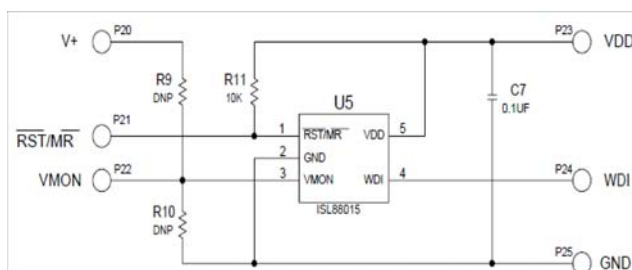 V+ P20 P23 VDD
R9 DNP
R11 10K
C7 0.1UF
U5
P21 1 RST/MR VDD 5
RST/MR
2 GND
VMON P22 3 VMON WDI 4 P24 WDI
ISL88015
R10 DNP
P25 GND